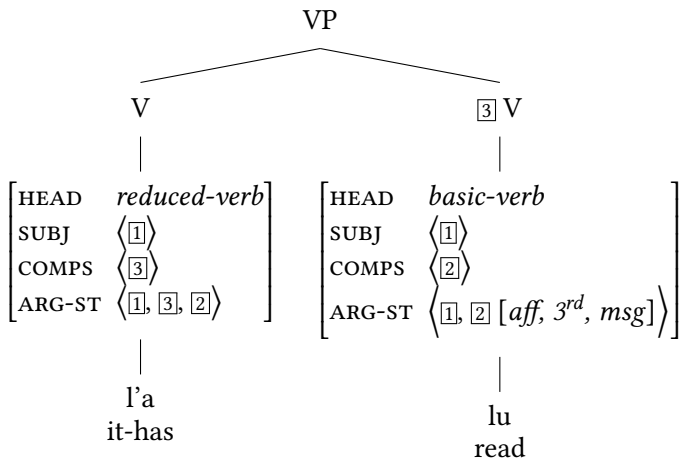 VP
V
3 V
HEAD reduced-verb
SUBJ ⟨1⟩
COMPS ⟨3⟩
ARG-ST ⟨1, 3, 2⟩
HEAD basic-verb
SUBJ ⟨1⟩
COMPS ⟨2⟩
ARG-ST ⟨1, 2 [aff, 3rd, msg]⟩
l’a
it-has
lu
read